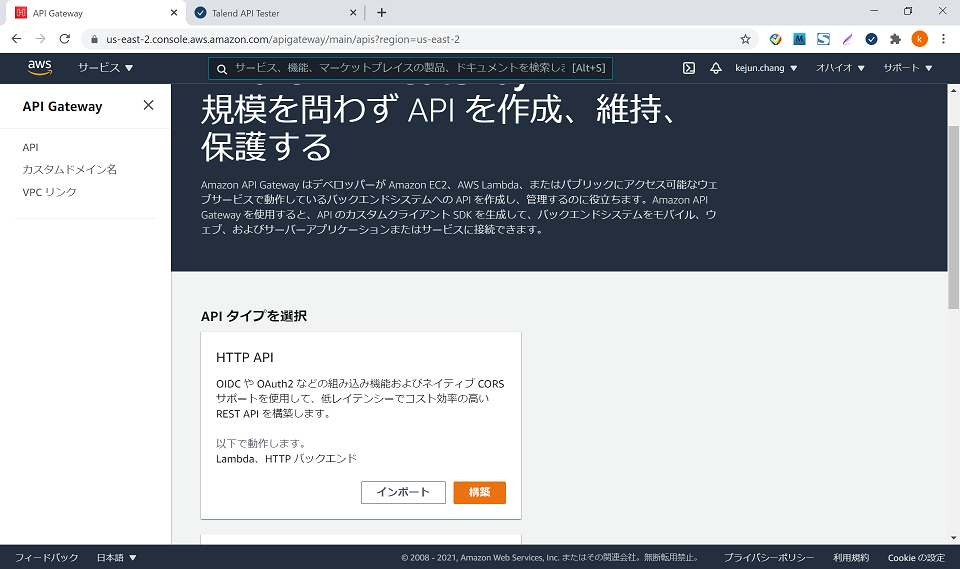 API Gateway
Talend API Tester
us-east-2.console.aws.amazon.com/apigateway/main/apis?region=us-east-2
k
aws
サービス
サービス、機能、マーケットプレイスの製品、ドキュメントを検索しま [Alt+S]
kejun.chang
オハイオ
サポート
API Gateway
API
カスタムドメイン名
VPC リンク
規模を問わず API を作成、維持、
保護する
Amazon API Gateway はデベロッパーが Amazon EC2、AWS Lambda、またはパブリックにアクセス可能なウェ
ブサービスで動作しているバックエンドシステムへの API を作成し、管理するのに役立ちます。Amazon API
Gateway を使用すると、API のカスタムクライアント SDK を生成して、バックエンドシステムをモバイル、ウ
ェブ、およびサーバーアプリケーションまたはサービスに接続できます。
API タイプを選択
HTTP API
OIDC や OAuth2 などの組み込み機能およびネイティブ CORS
サポートを使用して、低レイテンシーでコスト効率の高い
REST API を構築します。
以下で動作します。
Lambda、HTTP バックエンド
インポート
構築
フィードバック
日本語
© 2008 - 2021, Amazon Web Services, Inc. またはその関連会社。無断転用禁止。
プライバシーポリシー
利用規約
Cookie の設定